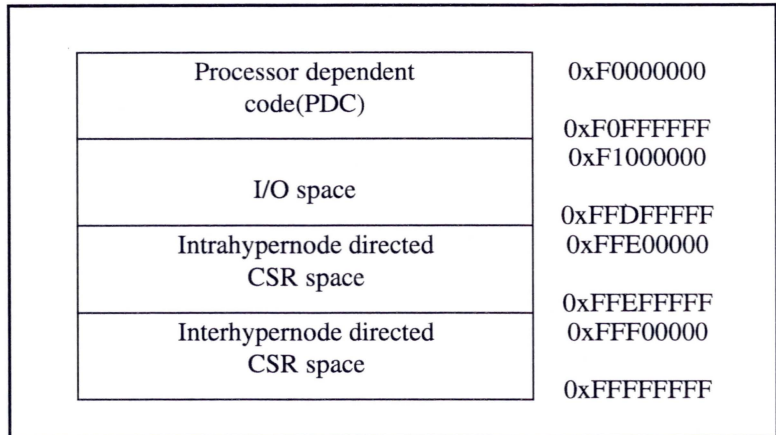 Processor dependent
code(PDC)
0xF0000000
0xF0FFFFFF
I/O space
0xF1000000
0xFFDFFFFF
Intrahypernode directed
CSR space
0xFFE00000
0xFFEFFFFF
Interhypernode directed
CSR space
0xFFF00000
0xFFFFFFFF